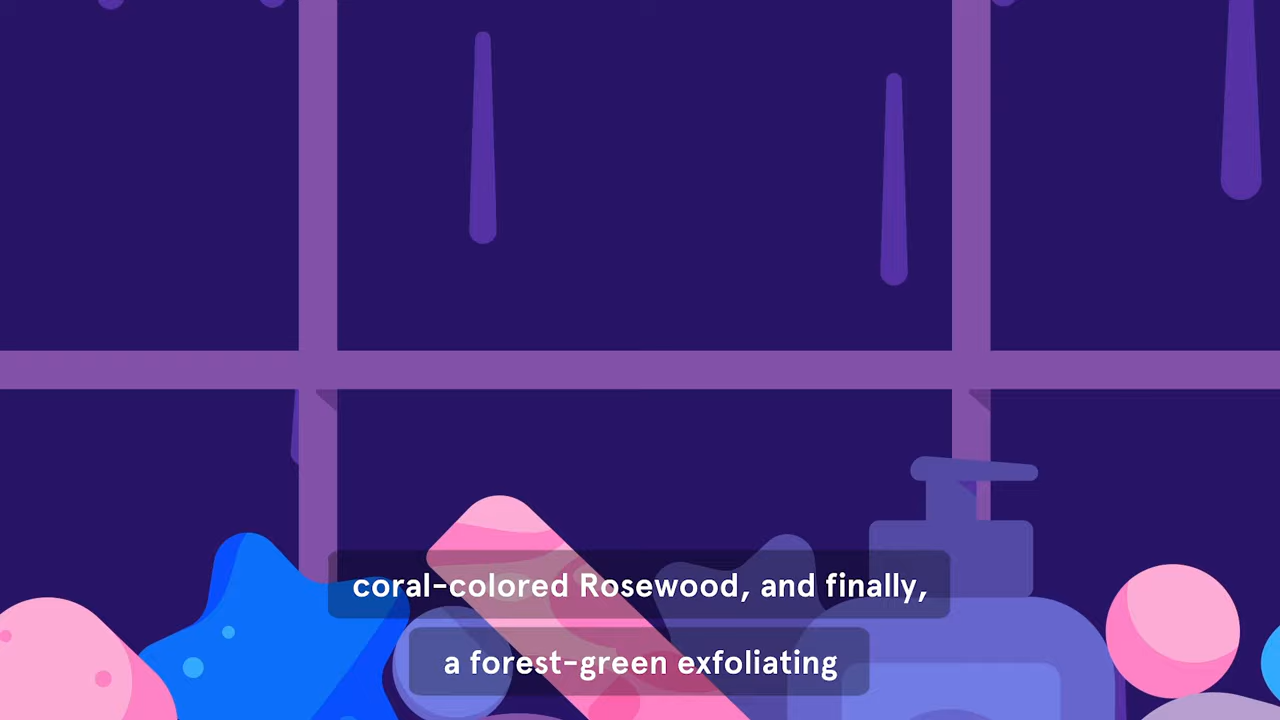 coral-colored Rosewood, and finally,
a forest-green exfoliating